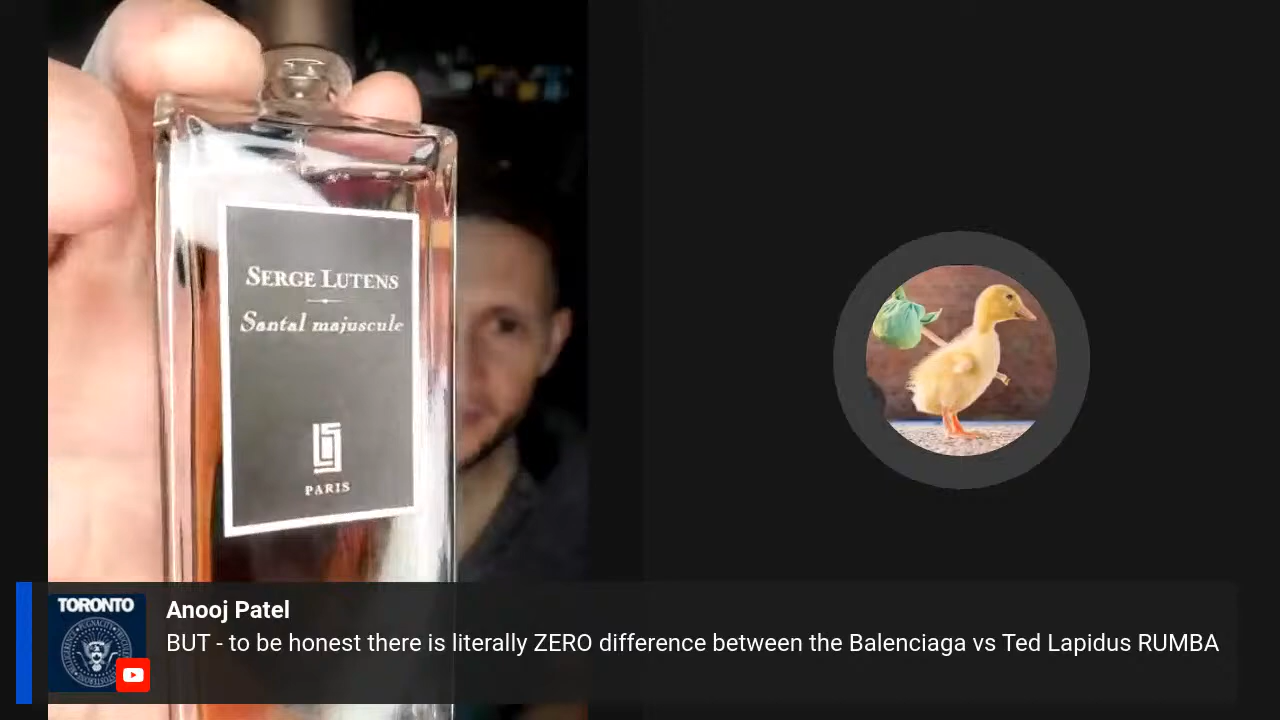 SERGE LUTENS
Santal majuscule
PARIS
TORONTO
Anooj Patel
BUT - to be honest there is literally ZERO difference between the Balenciaga vs Ted Lapidus RUMBA